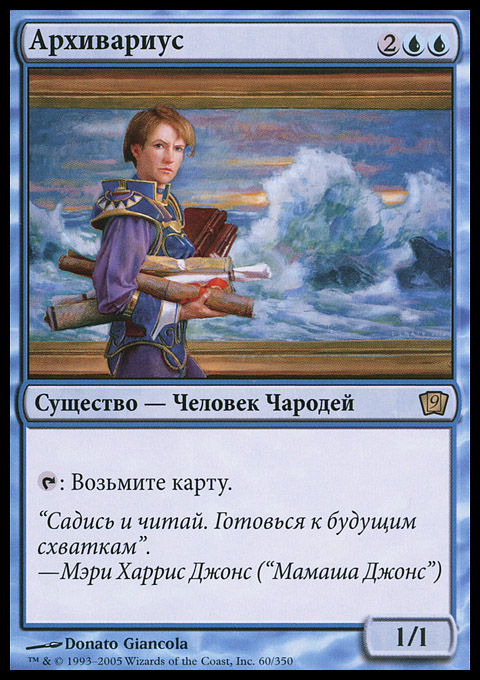 Архивариус 2
Существо — Человек Чародей 9
: Возьмите карту.
“Садись и читай. Готовься к будущим
схваткам”.
—Мэри Харрис Джонс (“Мамаша Джонс”)
1/1
Donato Giancola
™ & © 1993–2005 Wizards of the Coast, Inc. 60/350